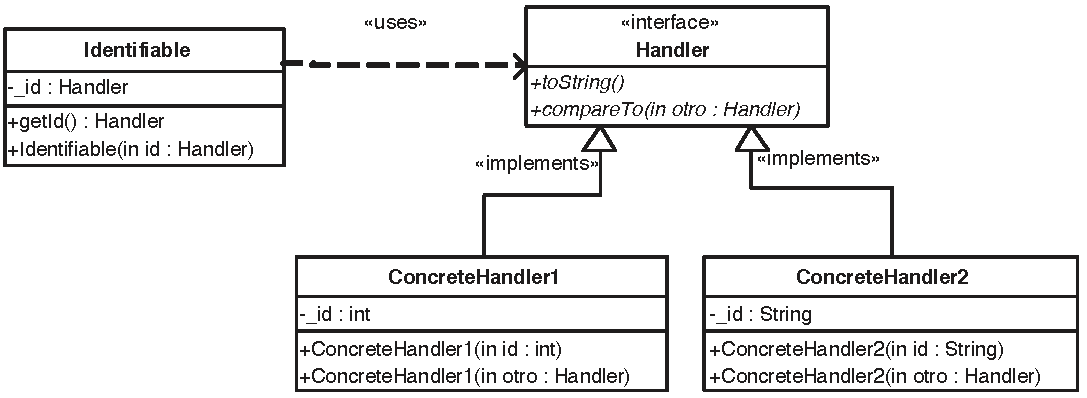 «uses»
Identifiable
-_id : Handler
+getId() : Handler
+Identifiable(in id : Handler)
«interface»
Handler
+toString()
+compareTo(in otro : Handler)
«implements»
«implements»
ConcreteHandler1
-_id : int
+ConcreteHandler1(in id : int)
+ConcreteHandler1(in otro : Handler)
ConcreteHandler2
-_id : String
+ConcreteHandler2(in id : String)
+ConcreteHandler2(in otro : Handler)